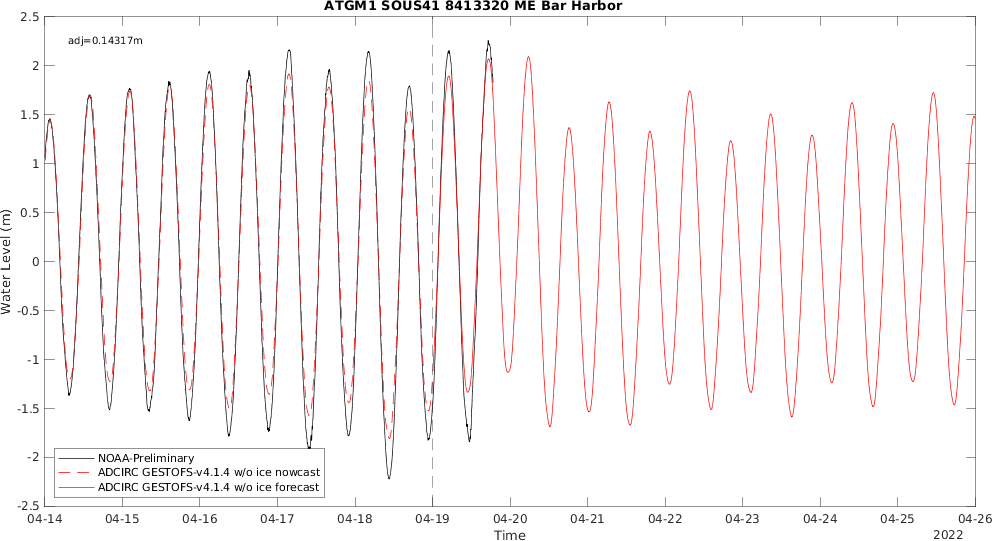 ATGM1 SOUS41 8413320 ME Bar Harbor
adj=0.14317m
Water Level (m)
2.5
2
1.5
1
0.5
0
-0.5
-1
-1.5
-2
-2.5
NOAA-Preliminary
ADCIRC GESTOFS-v4.1.4 w/o ice nowcast
ADCIRC GESTOFS-v4.1.4 w/o ice forecast
04-14 04-15 04-16 04-17 04-18 04-19 04-20 04-21 04-22 04-23 04-24 04-25 04-26
Time
2022